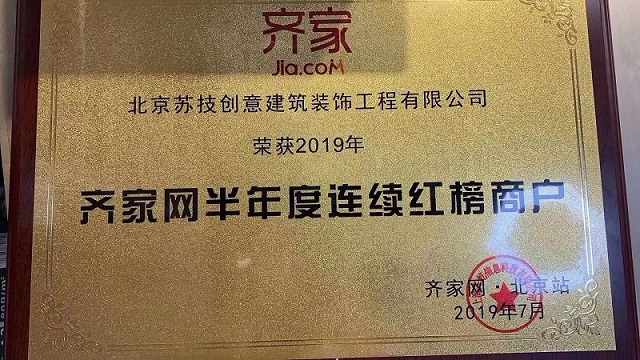 齐家
Jia.coM
北京苏技创意建筑装饰工程有限公司
荣获2019年
齐家网半年度连续红榜商户
齐家网·北京站
2019年7月